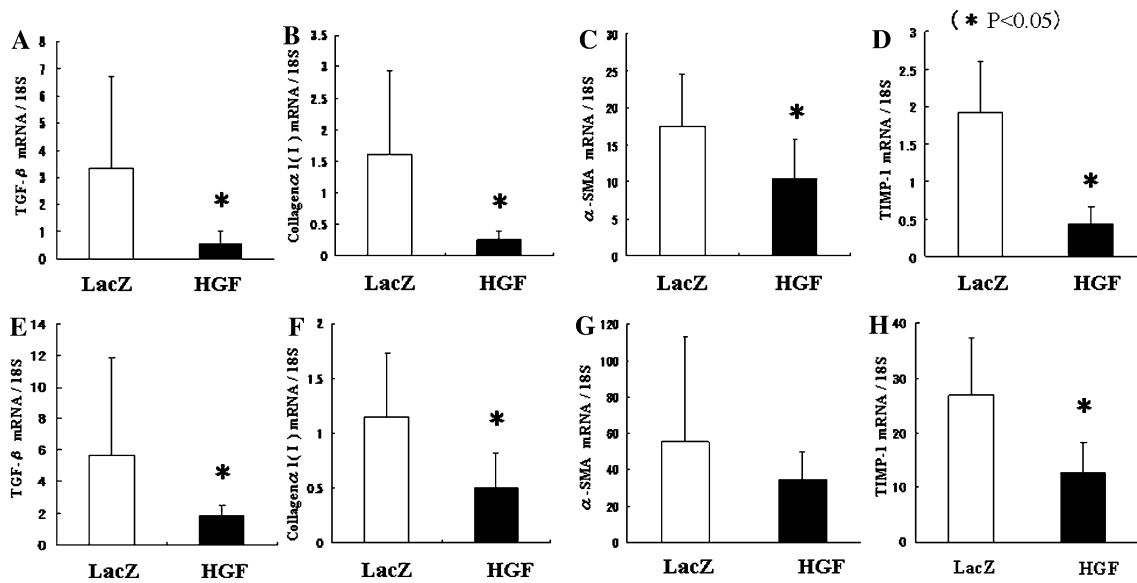 ( * P<0.05)
A
TGF-β mRNA / 18S
8
7
6
5
4
3
2
1
0
LacZ HGF
*
B
Collagenα1(I) mRNA / 18S
3.5
3
2.5
2
1.5
1
0.5
0
LacZ HGF
*
C
α-SMA mRNA / 18S
30
25
20
15
10
5
0
LacZ HGF
*
D
TIMP-1 mRNA / 18S
3
2.5
2
1.5
1
0.5
0
LacZ HGF
*
E
TGF-β mRNA / 18S
14
12
10
8
6
4
2
0
LacZ HGF
*
F
Collagenα1(I) mRNA / 18S
2
1.5
1
0.5
0
LacZ HGF
*
G
α-SMA mRNA / 18S
120
100
80
60
40
20
0
LacZ HGF
H
TIMP-1 mRNA / 18S
40
30
20
10
0
LacZ HGF
*